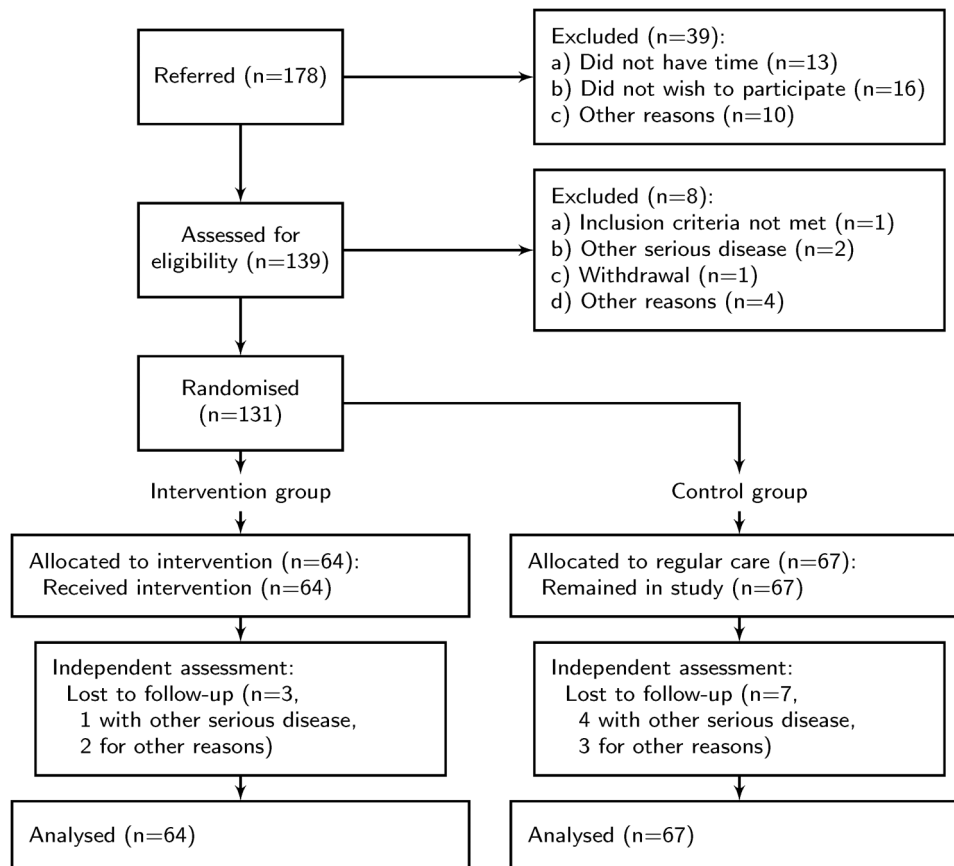 Referred (n=178)
Excluded (n=39):
a) Did not have time (n=13)
b) Did not wish to participate (n=16)
c) Other reasons (n=10)
Assessed for
eligibility (n=139)
Excluded (n=8):
a) Inclusion criteria not met (n=1)
b) Other serious disease (n=2)
c) Withdrawal (n=1)
d) Other reasons (n=4)
Randomised
(n=131)
Intervention group
Control group
Allocated to intervention (n=64):
Received intervention (n=64)
Allocated to regular care (n=67):
Remained in study (n=67)
Independent assessment:
Lost to follow-up (n=3,
1 with other serious disease,
2 for other reasons)
Independent assessment:
Lost to follow-up (n=7,
4 with other serious disease,
3 for other reasons)
Analysed (n=64)
Analysed (n=67)